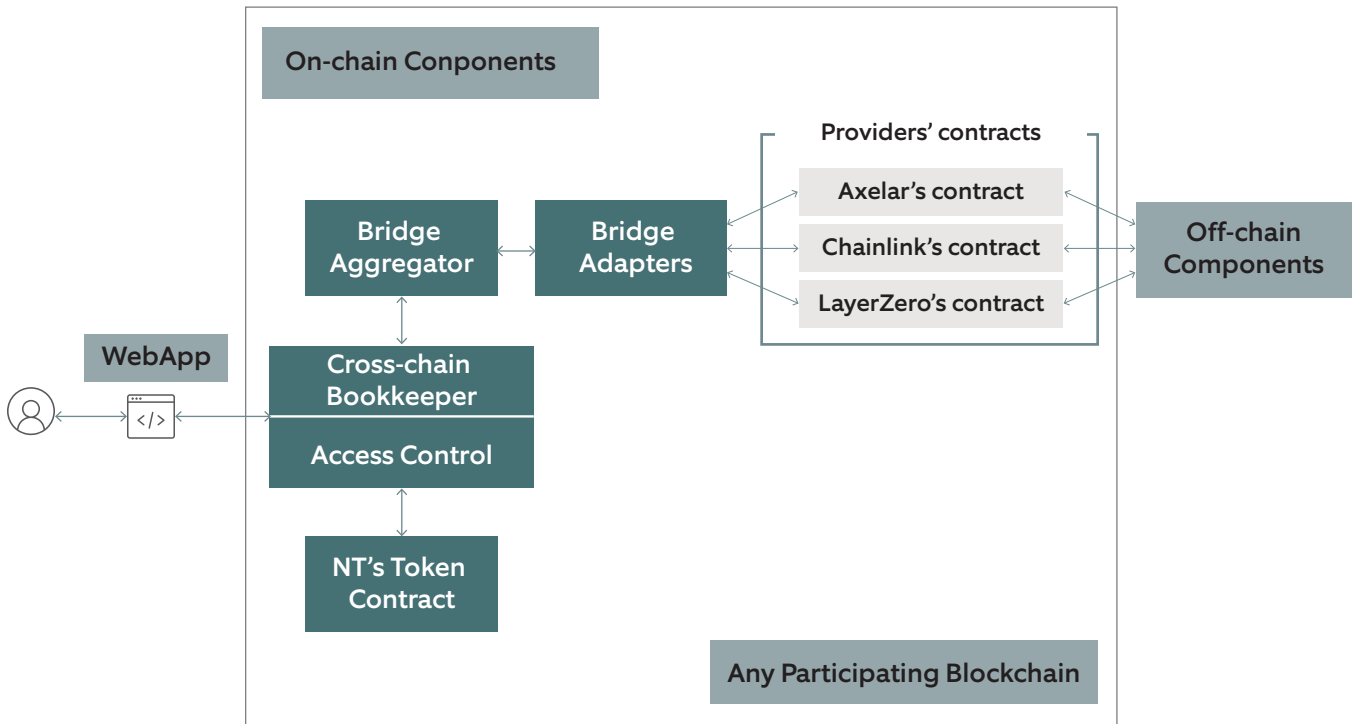 On-chain Conponents
Providers’ contracts
Axelar’s contract
Chainlink’s contract
LayerZero’s contract
Bridge
Aggregator
Bridge
Adapters
Off-chain
Components
WebApp
</>
Cross-chain
Bookkeeper
Access Control
NT’s Token
Contract
Any Participating Blockchain